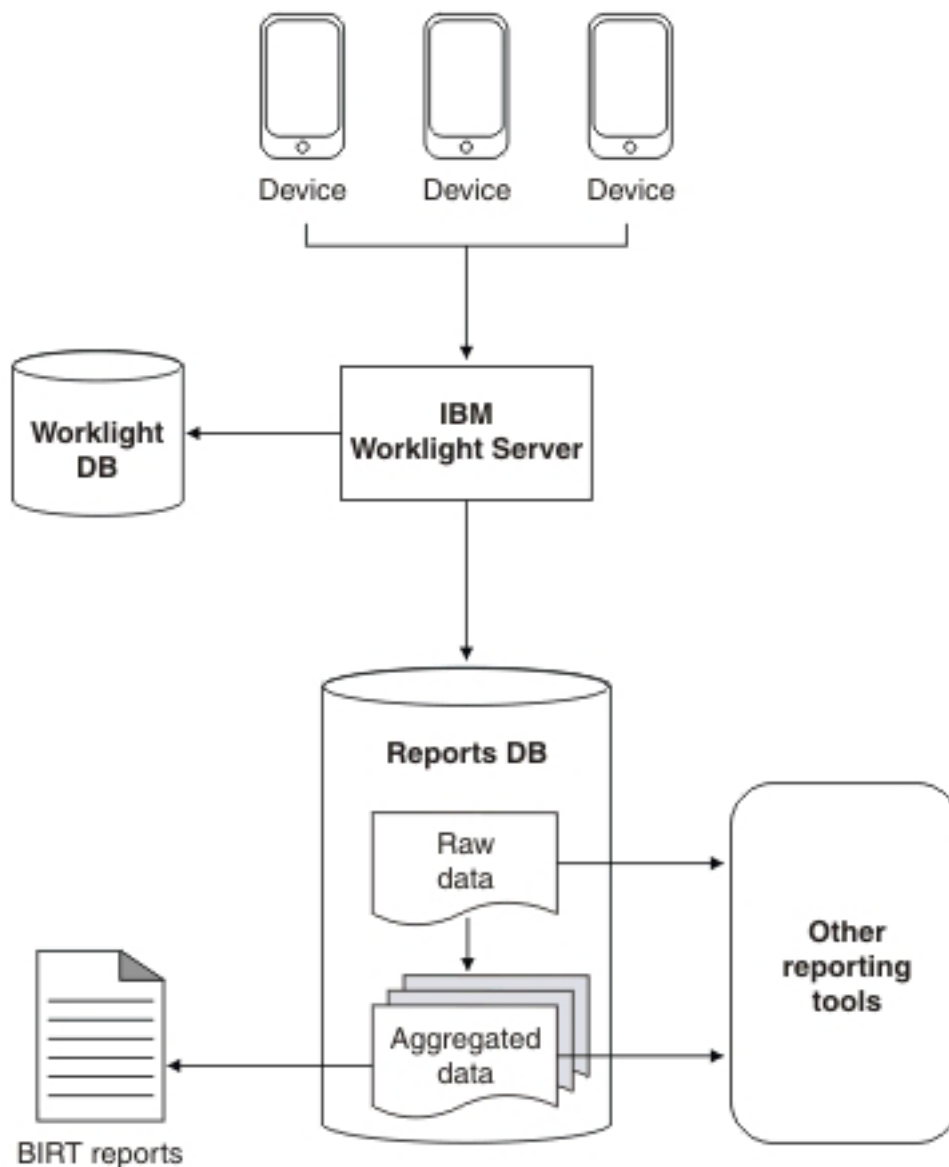 Device
Device
Device
IBM
Worklight Server
Worklight
DB
Reports DB
Raw
data
Aggregated
data
Other
reporting
tools
BIRT reports